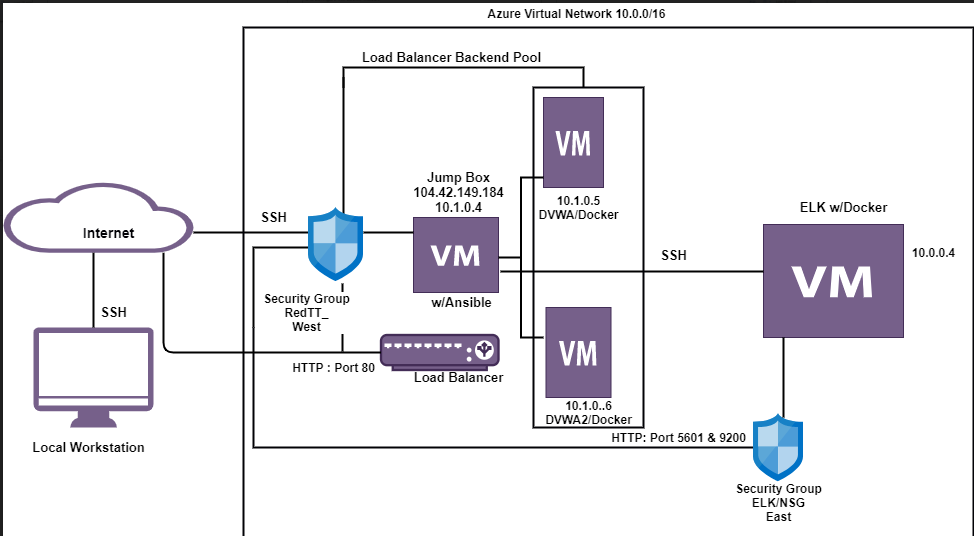 Azure Virtual Network 10.0.0/16
Load Balancer Backend Pool
VM
Jump Box
104.42.149.184
10.1.0.4
10.1.0.5
DVWA/Docker
ELK w/Docker
SSH
Internet
VM
SSH
VM
10.0.0.4
w/Ansible
Security Group
RedTT_
West
SSH
VM
HTTP : Port 80
Load Balancer
10.1.0..6
DVWA2/Docker
HTTP: Port 5601 & 9200
Local Workstation
Security Group
ELK/NSG
East